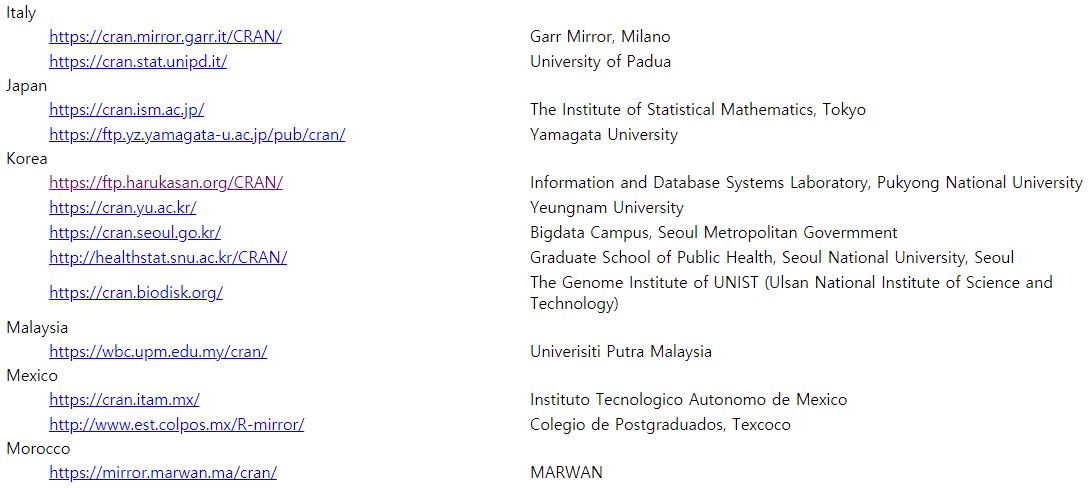 Italy
https://cran.mirror.garr.it/CRAN/ Garr Mirror, Milano
https://cran.stat.unipd.it/ University of Padua
Japan
https://cran.ism.ac.jp/ The Institute of Statistical Mathematics, Tokyo
https://ftp.yz.yamagata-u.ac.jp/pub/cran/ Yamagata University
Korea
https://ftp.harukasan.org/CRAN/ Information and Database Systems Laboratory, Pukyong National University
https://cran.yu.ac.kr/ Yeungnam University
https://cran.seoul.go.kr/ Bigdata Campus, Seoul Metropolitan Govermment
http://healthstat.snu.ac.kr/CRAN/ Graduate School of Public Health, Seoul National University, Seoul
https://cran.biodisk.org/ The Genome Institute of UNIST (Ulsan National Institute of Science and
Technology)
Malaysia
https://wbc.upm.edu.my/cran/ Univerisiti Putra Malaysia
Mexico
https://cran.itam.mx/ Instituto Tecnologico Autonomo de Mexico
http://www.est.colpos.mx/R-mirror/ Colegio de Postgraduados, Texcoco
Morocco
https://mirror.marwan.ma/cran/ MARWAN